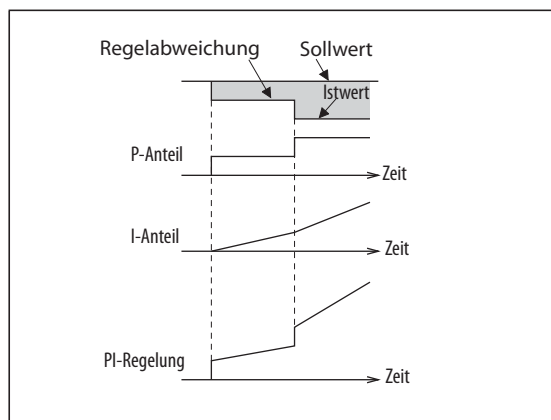 Regelabweichung
Sollwert
Istwert
P-Anteil
Zeit
I-Anteil
Zeit
PI-Regelung
Zeit